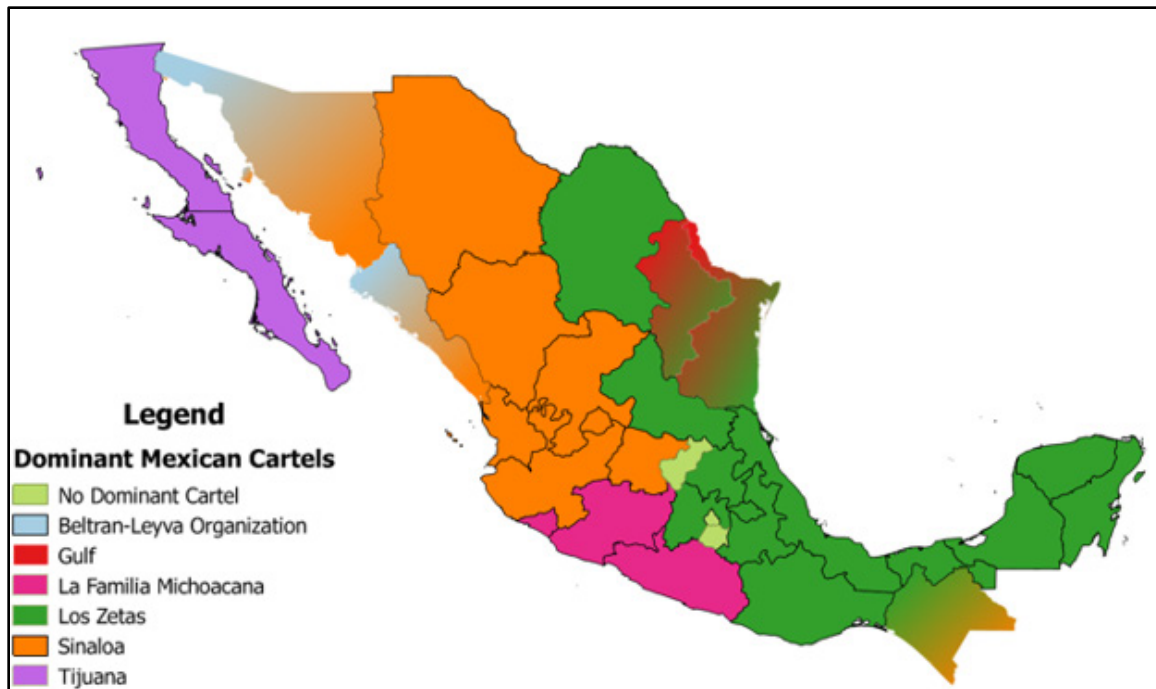 Legend
Dominant Mexican Cartels
No Dominant Cartel
Beltran-Leyva Organization
Gulf
La Familia Michoacana
Los Zetas
Sinaloa
Tijuana